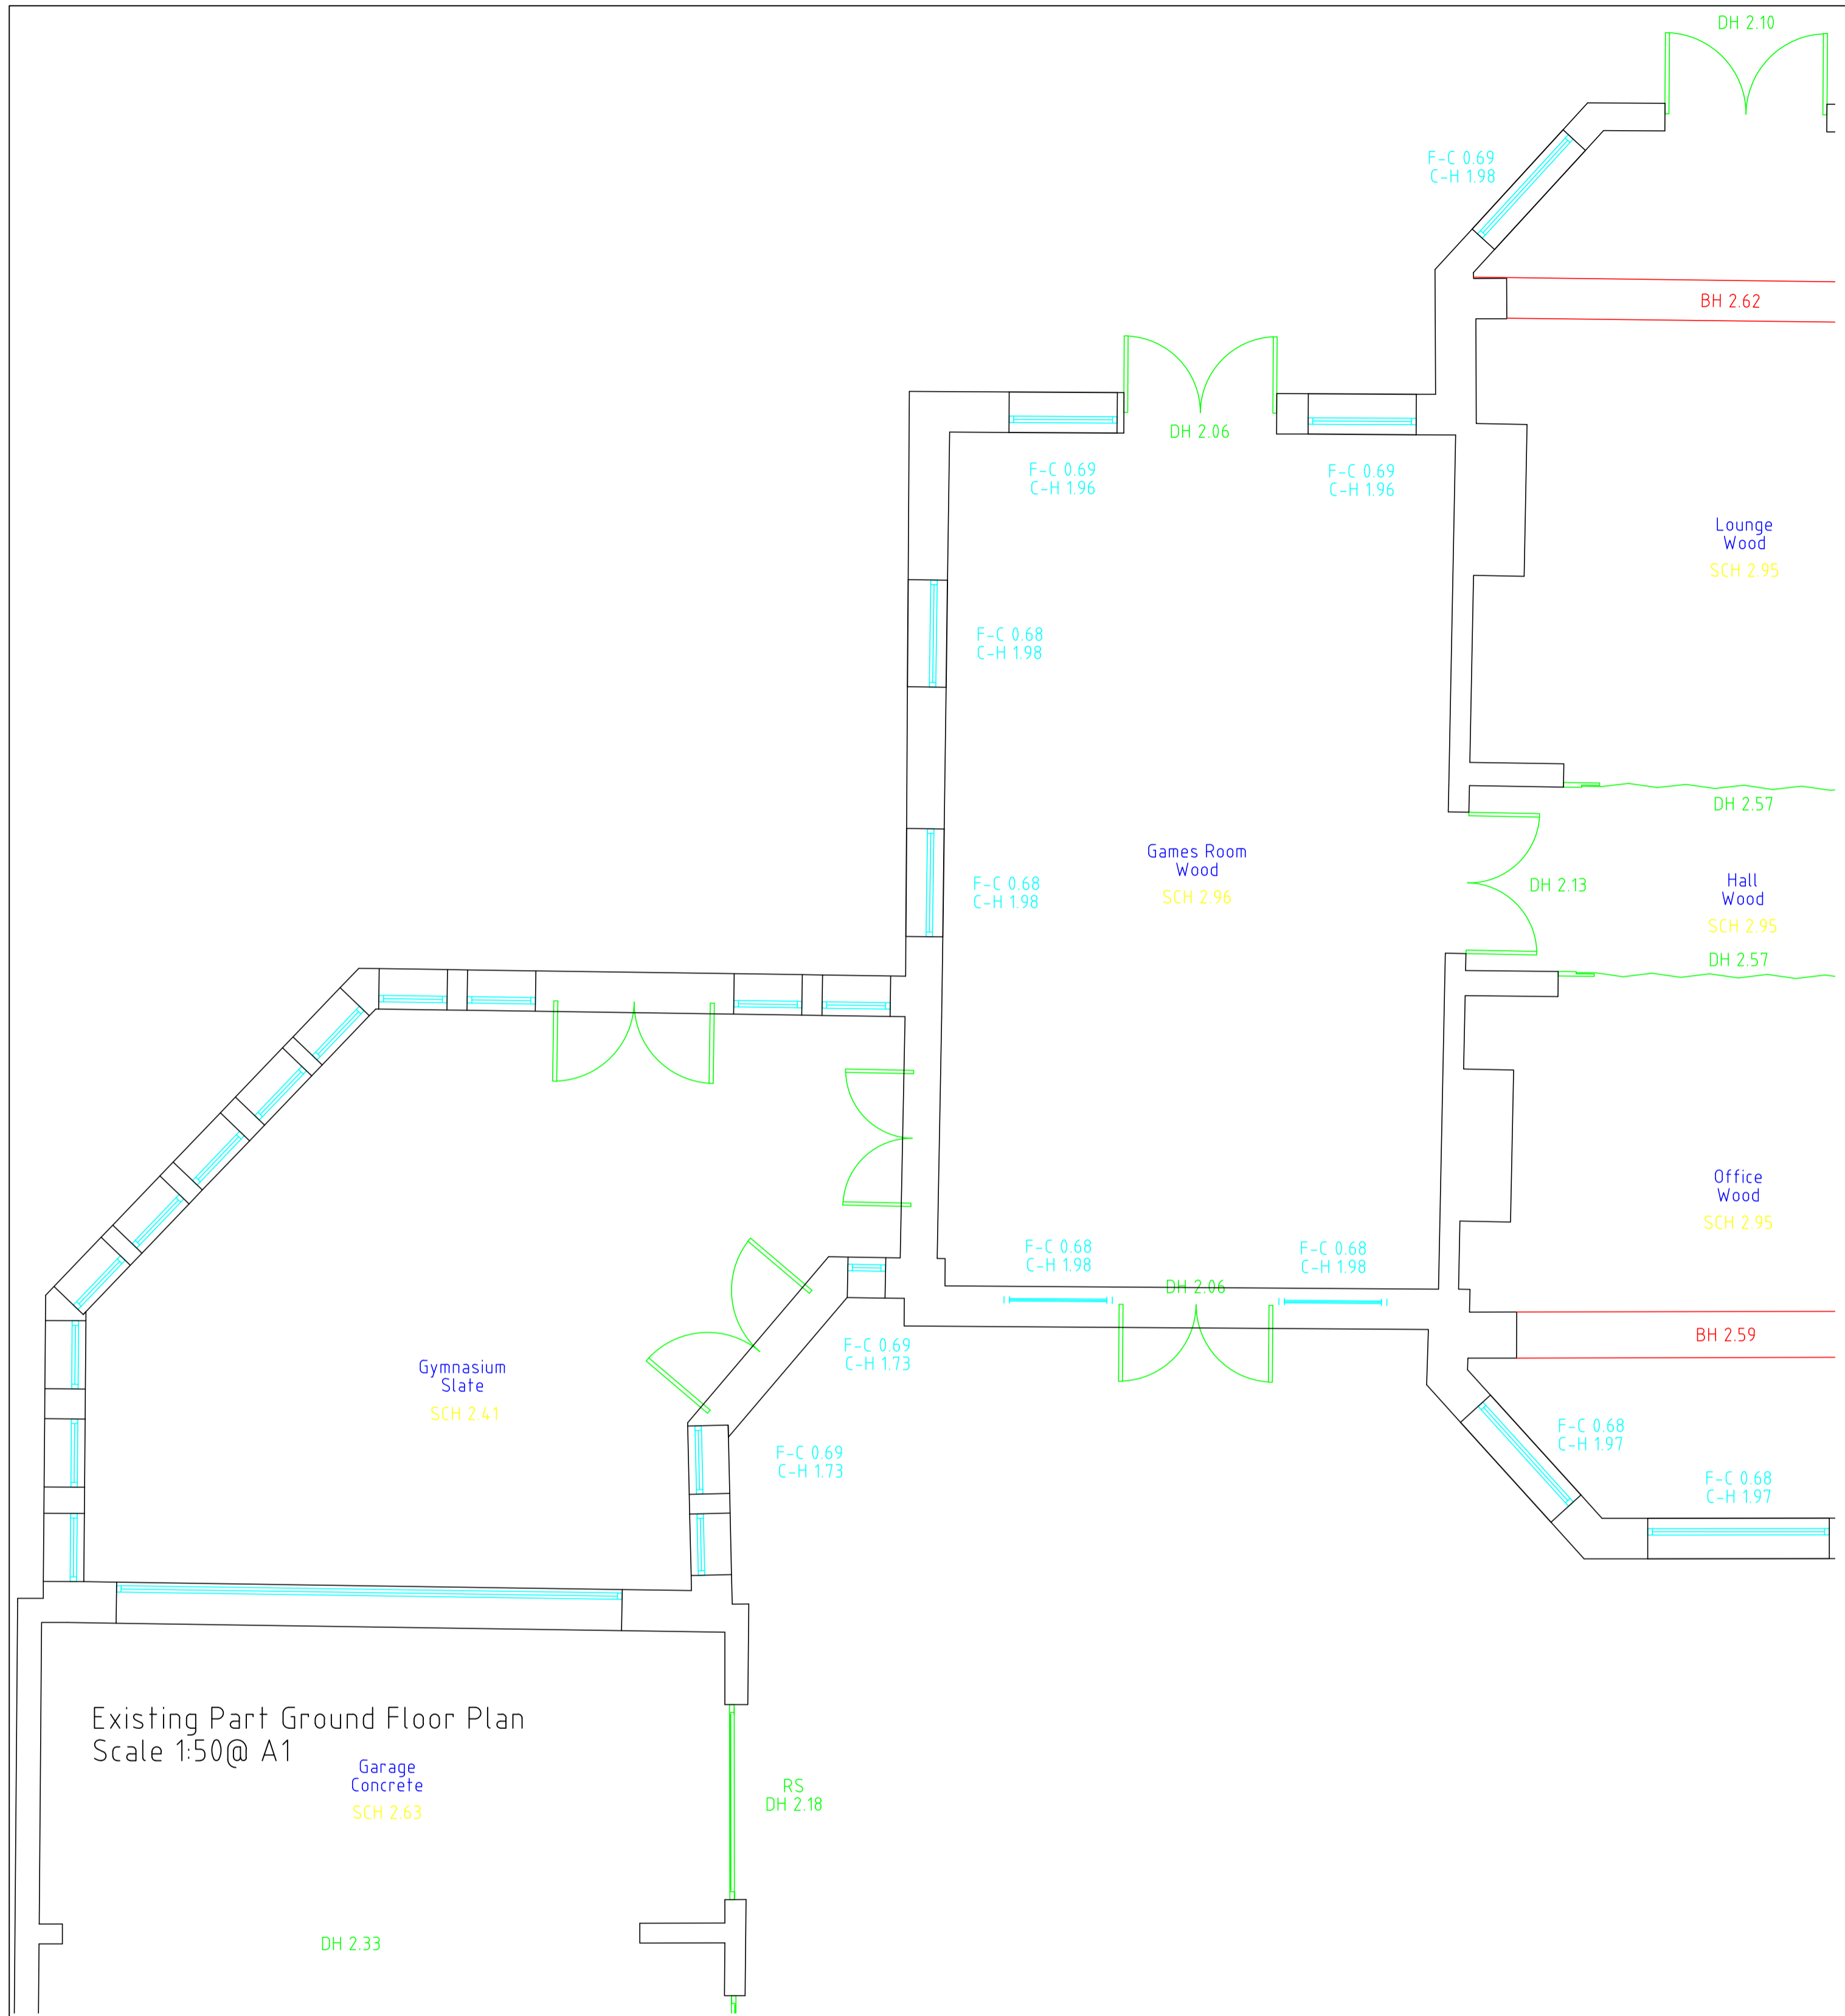 DH 2.10
F-C 0.69
C-H 1.98
BH 2.62
DH 2.06
F-C 0.69
C-H 1.96
F-C 0.69
C-H 1.96
Lounge
Wood
SCH 2.95
F-C 0.68
C-H 1.98
DH 2.57
Games Room
Wood
SCH 2.96
F-C 0.68
C-H 1.98
DH 2.13
Hall
Wood
SCH 2.95
DH 2.57
Office
Wood
SCH 2.95
F-C 0.68
C-H 1.98
DH 2.06
F-C 0.68
C-H 1.98
BH 2.59
F-C 0.69
C-H 1.73
Gymnasium
Slate
SCH 2.41
F-C 0.69
C-H 1.73
F-C 0.68
C-H 1.97
F-C 0.68
C-H 1.97
Existing Part Ground Floor Plan
Scale 1:50@ A1
Garage
Concrete
SCH 2.63
RS
DH 2.18
DH 2.33